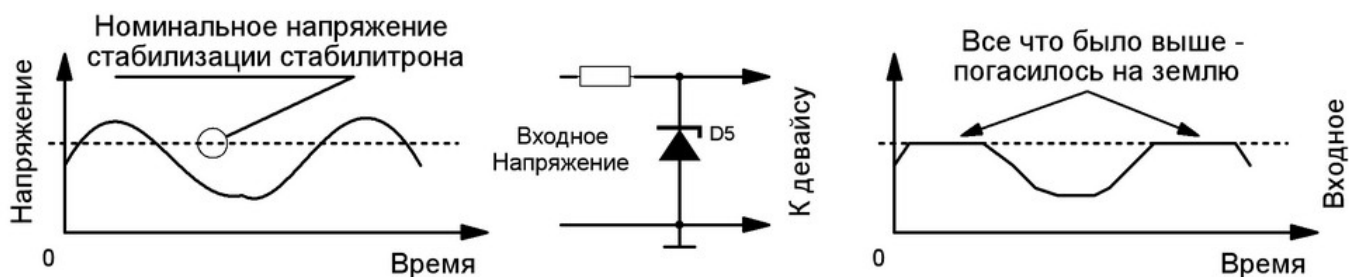 Номинальное напряжение
стабилизации стабилитрона
Напряжение
0
Время
Входное
Напряжение
D5
К девайсу
Все что было выше -
погасилось на землю
0
Время
Входное